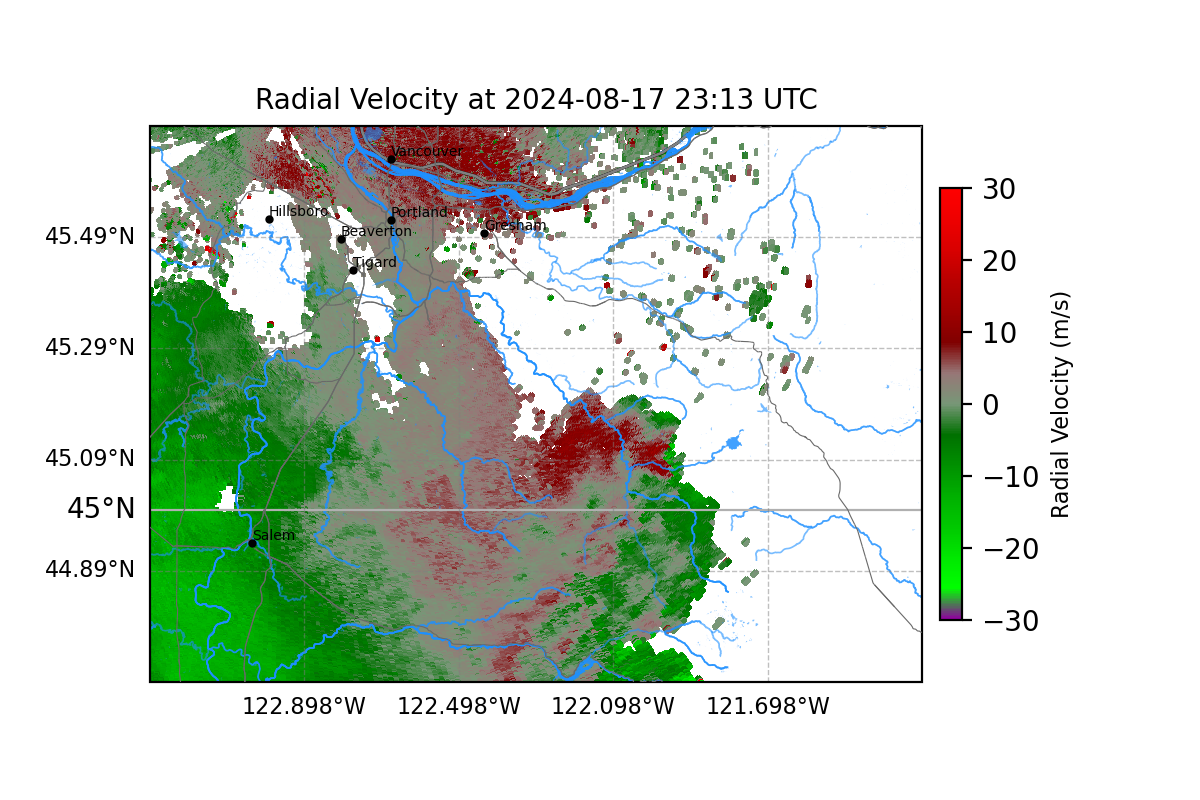 Radial Velocity at 2024-08-17 23:13 UTC
Vancouver
Hillsboro
Portland
Gresham
Beaverton
Tigard
Salem
45.49°N
45.29°N
45.09°N
45°N
44.89°N
122.898°W
122.498°W
122.098°W
121.698°W
30
20
10
0
−10
−20
−30
Radial Velocity (m/s)